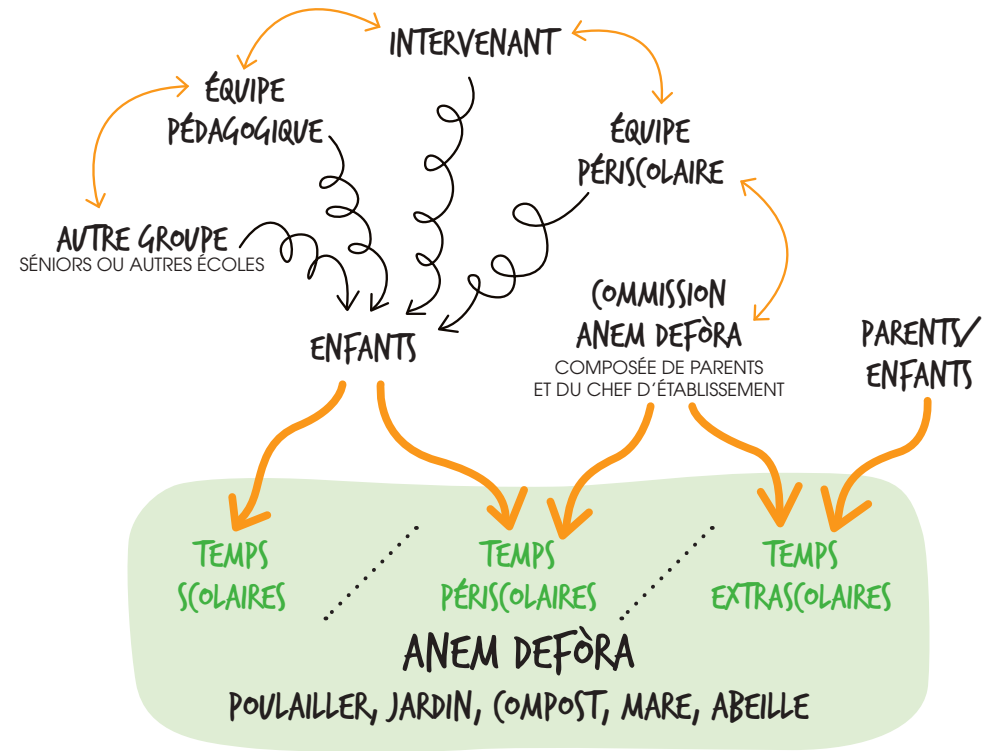 INTERVENANT
ÉQUIPE
PÉDAGOGIQUE
ÉQUIPE
PÉRISCOLAIRE
AUTRE GROUPE
SÉNIORS OU AUTRES ÉCOLES
ENFANTS
COMMISSION
ANEM DEFÒRA
COMPOSÉE DE PARENTS
ET DU CHEF D'ÉTABLISSEMENT
PARENTS/
ENFANTS
TEMPS
SCOLAIRES
TEMPS
PÉRISCOLAIRES
TEMPS
EXTRASCOLAIRES
ANEM DEFÒRA
POULAILLER, JARDIN, COMPOST, MARE, ABEILLE